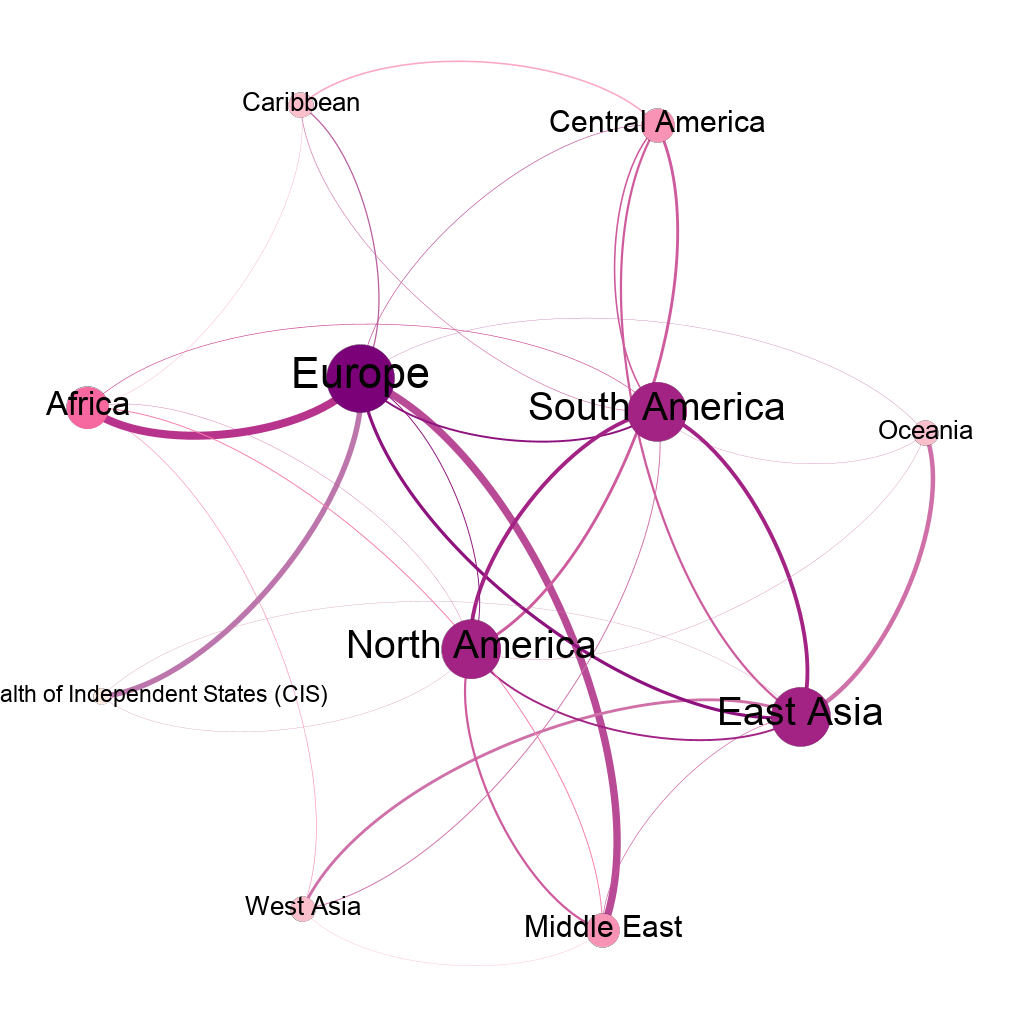 Caribbean
Central America
Europe
Africa
South America
Oceania
North America
alth of Independent States (CIS)
East Asia
West Asia
Middle East